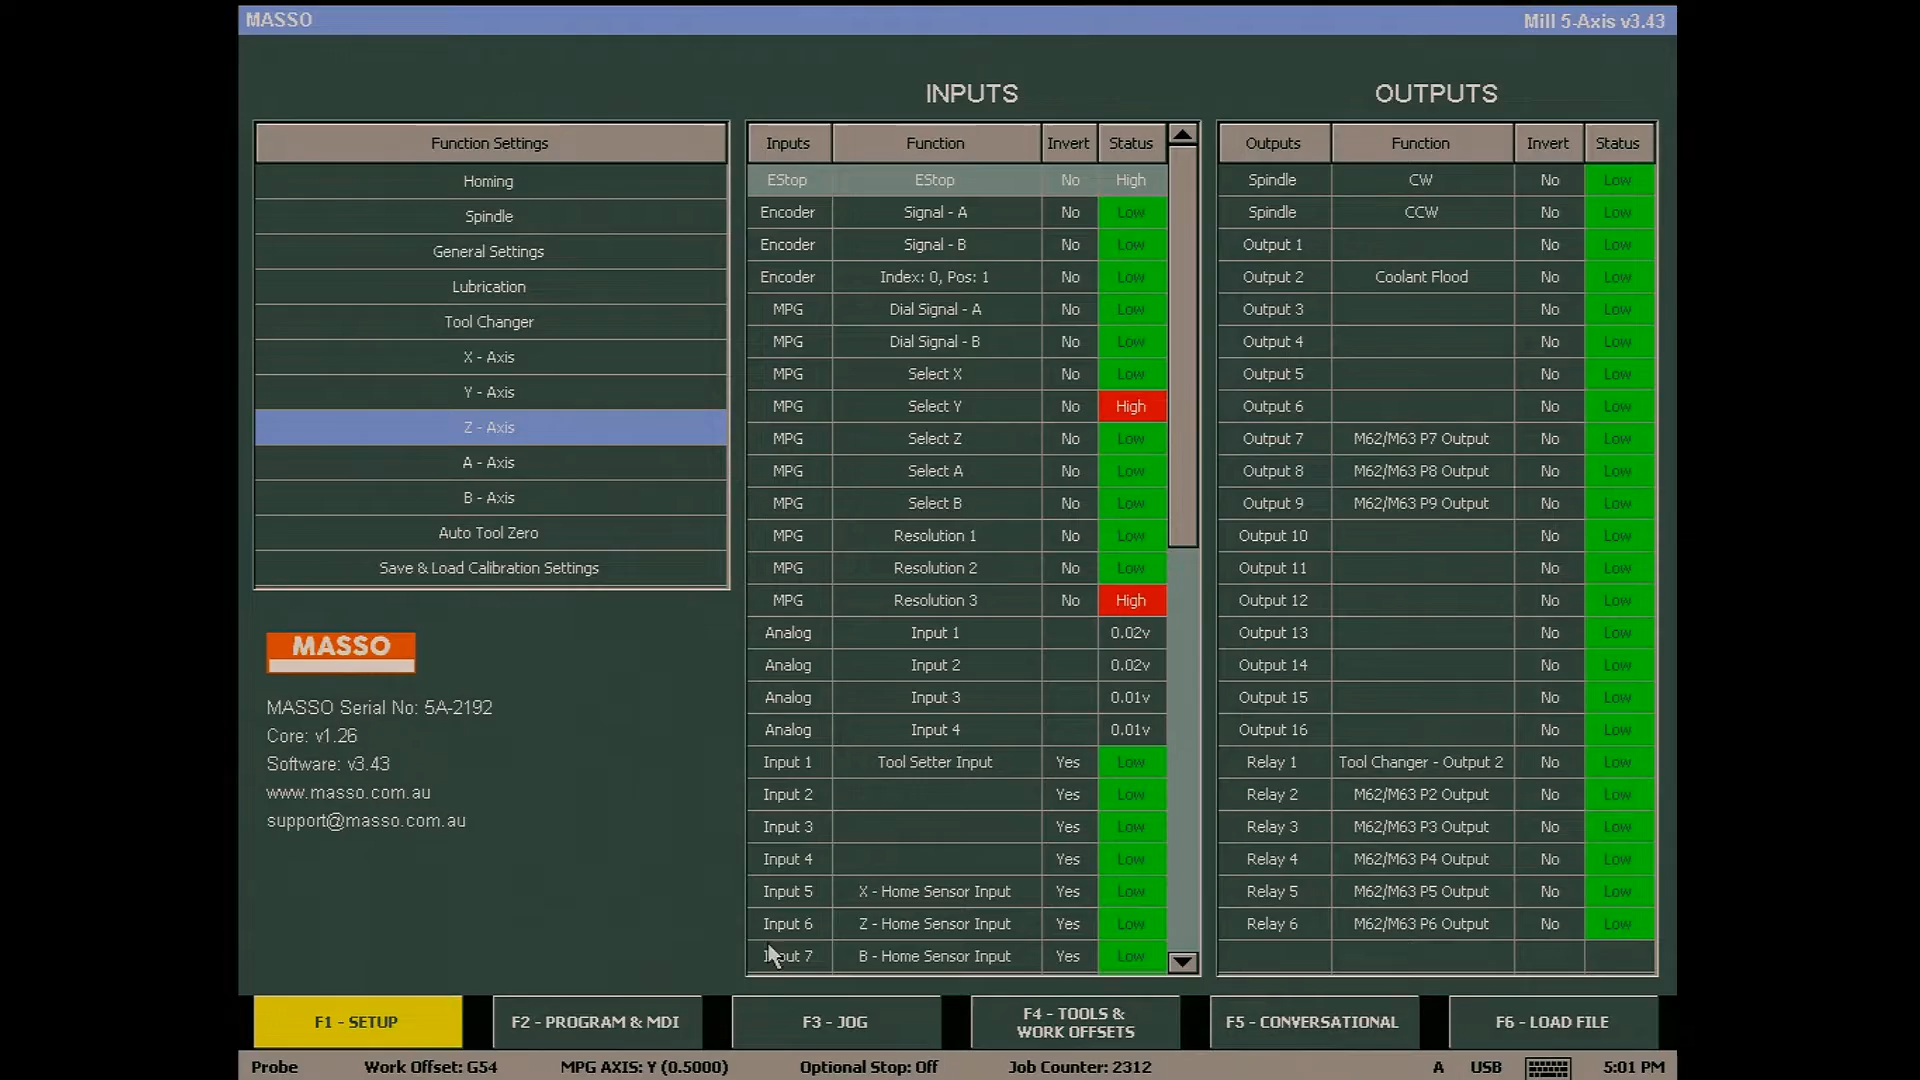 MASSO
Mill 5-Axis v3.43
INPUTS
OUTPUTS
Function Settings
Homing
Spindle
General Settings
Lubrication
Tool Changer
X - Axis
Y - Axis
Z - Axis
A - Axis
B - Axis
Auto Tool Zero
Save & Load Calibration Settings
MASSO
MASSO Serial No: 5A-2192
Core: v1.26
Software: v3.43
www.masso.com.au
support@masso.com.au
Inputs Function Invert Status
EStop EStop No High
Encoder Signal - A No Low
Encoder Signal - B No Low
Encoder Index: 0, Pos: 1 No Low
MPG Dial Signal - A No Low
MPG Dial Signal - B No Low
MPG Select X No Low
MPG Select Y No High
MPG Select Z No Low
MPG Select A No Low
MPG Select B No Low
MPG Resolution 1 No Low
MPG Resolution 2 No Low
MPG Resolution 3 No High
Analog Input 1 0.02v
Analog Input 2 0.02v
Analog Input 3 0.01v
Analog Input 4 0.01v
Input 1 Tool Setter Input Yes Low
Input 2 Yes Low
Input 3 Yes Low
Input 4 Yes Low
Input 5 X - Home Sensor Input Yes Low
Input 6 Z - Home Sensor Input Yes Low
Input 7 B - Home Sensor Input Yes Low
Outputs Function Invert Status
Spindle CW No Low
Spindle CCW No Low
Output 1 No Low
Output 2 Coolant Flood No Low
Output 3 No Low
Output 4 No Low
Output 5 No Low
Output 6 No Low
Output 7 M62/M63 P7 Output No Low
Output 8 M62/M63 P8 Output No Low
Output 9 M62/M63 P9 Output No Low
Output 10 No Low
Output 11 No Low
Output 12 No Low
Output 13 No Low
Output 14 No Low
Output 15 No Low
Output 16 No Low
Relay 1 Tool Changer - Output 2 No Low
Relay 2 M62/M63 P2 Output No Low
Relay 3 M62/M63 P3 Output No Low
Relay 4 M62/M63 P4 Output No Low
Relay 5 M62/M63 P5 Output No Low
Relay 6 M62/M63 P6 Output No Low
F1 - SETUP
F2 - PROGRAM & MDI
F3 - JOG
F4 - TOOLS &
WORK OFFSETS
F5 - CONVERSATIONAL
F6 - LOAD FILE
Probe Work Offset: G54 MPG AXIS: Y (0.5000) Optional Stop: Off Job Counter: 2312 A USB 5:01 PM